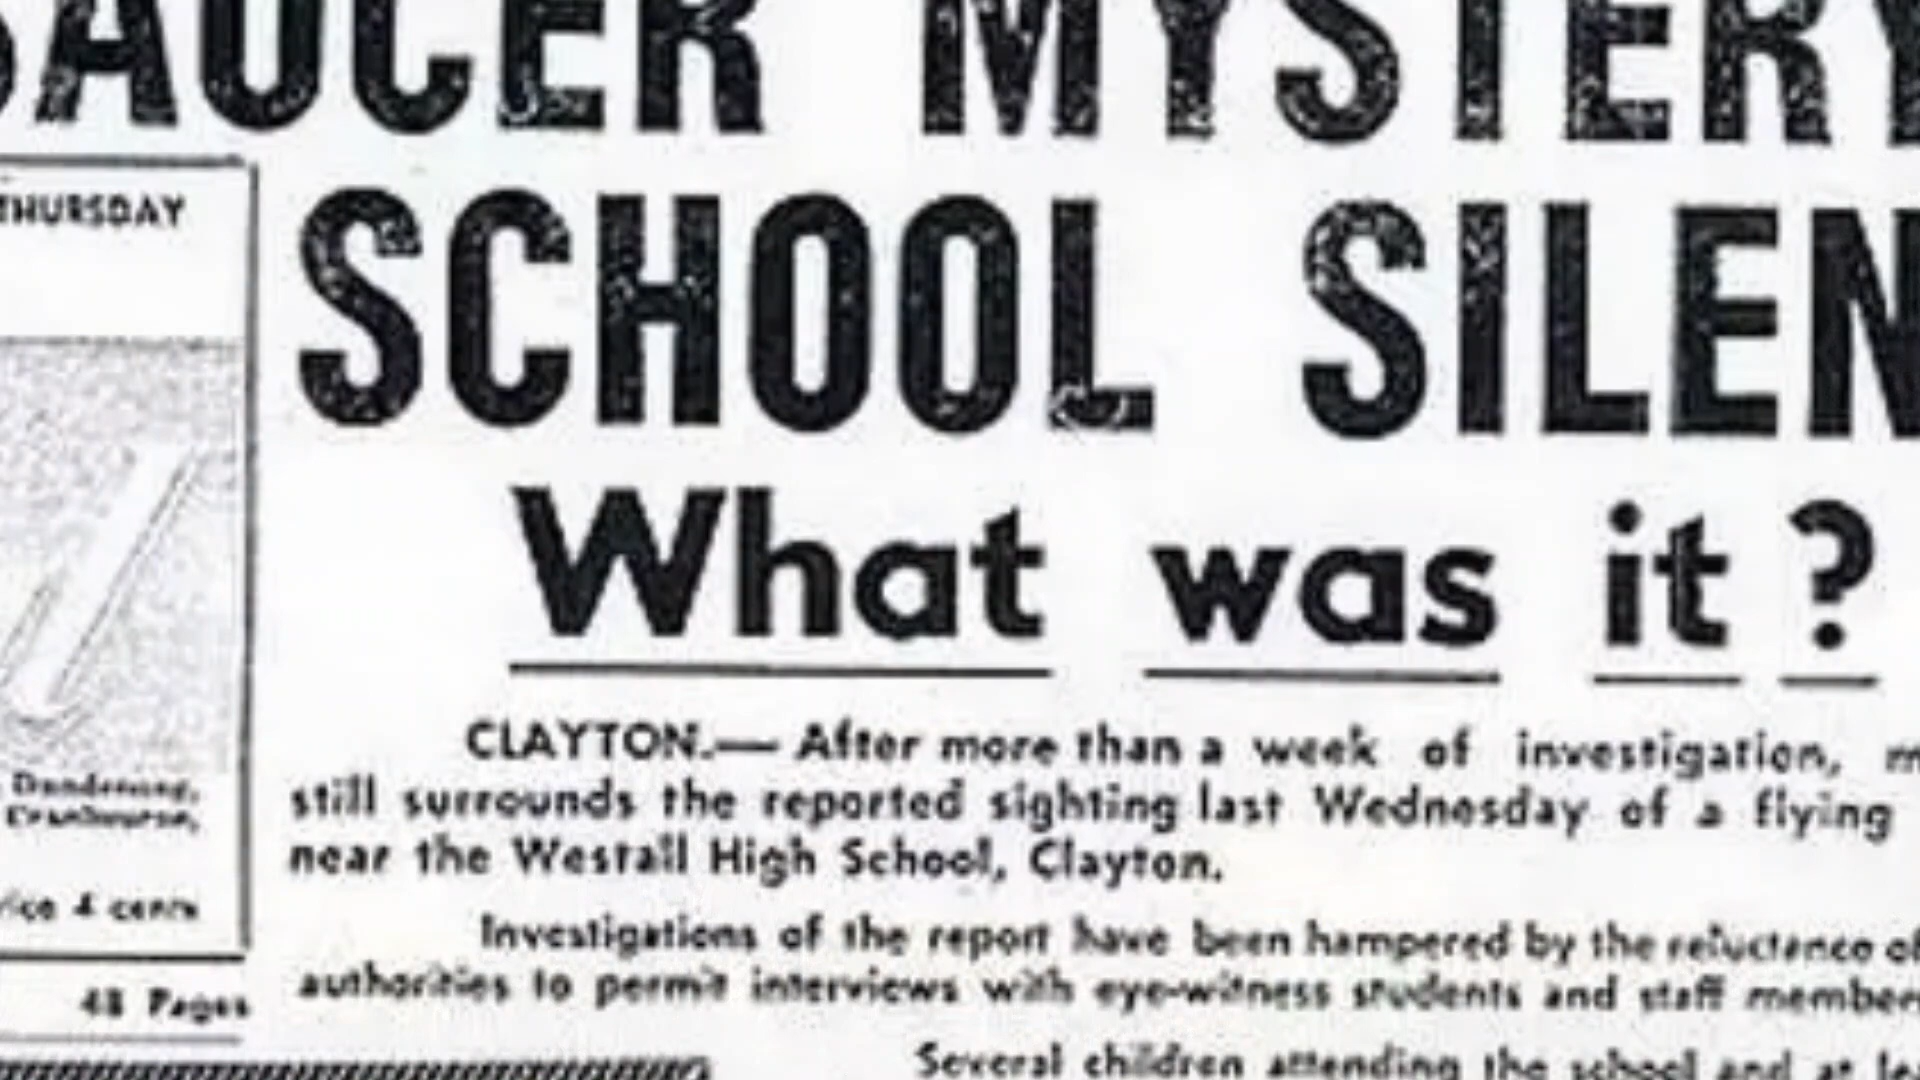 SAUCER MYSTERY
SCHOOL SILEN
What was it ?
THURSDAY
Dandenong,
Cranbourne,
rice 4 cents
48 Pages
CLAYTON.— After more than a week of investigation, m
still surrounds the reported sighting last Wednesday of a flying
near the Westall High School, Clayton.
Investigations of the report have been hampered by the reluctance of
authorities to permit interviews with eye-witness students and staff member
Several children attending the school and at lea